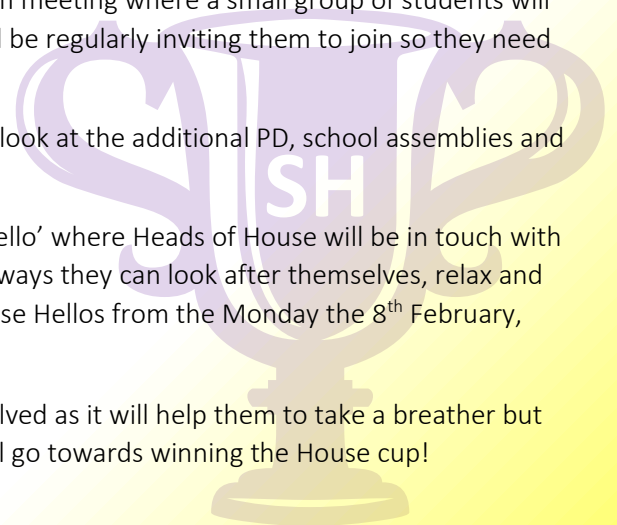 meeting where a small group of students will
be regularly inviting them to join so they need
look at the additional PD, school assemblies and
SH
ello’ where Heads of House will be in touch with
ways they can look after themselves, relax and
se Hellos from the Monday the 8th February,
lved as it will help them to take a breather but
go towards winning the House cup!